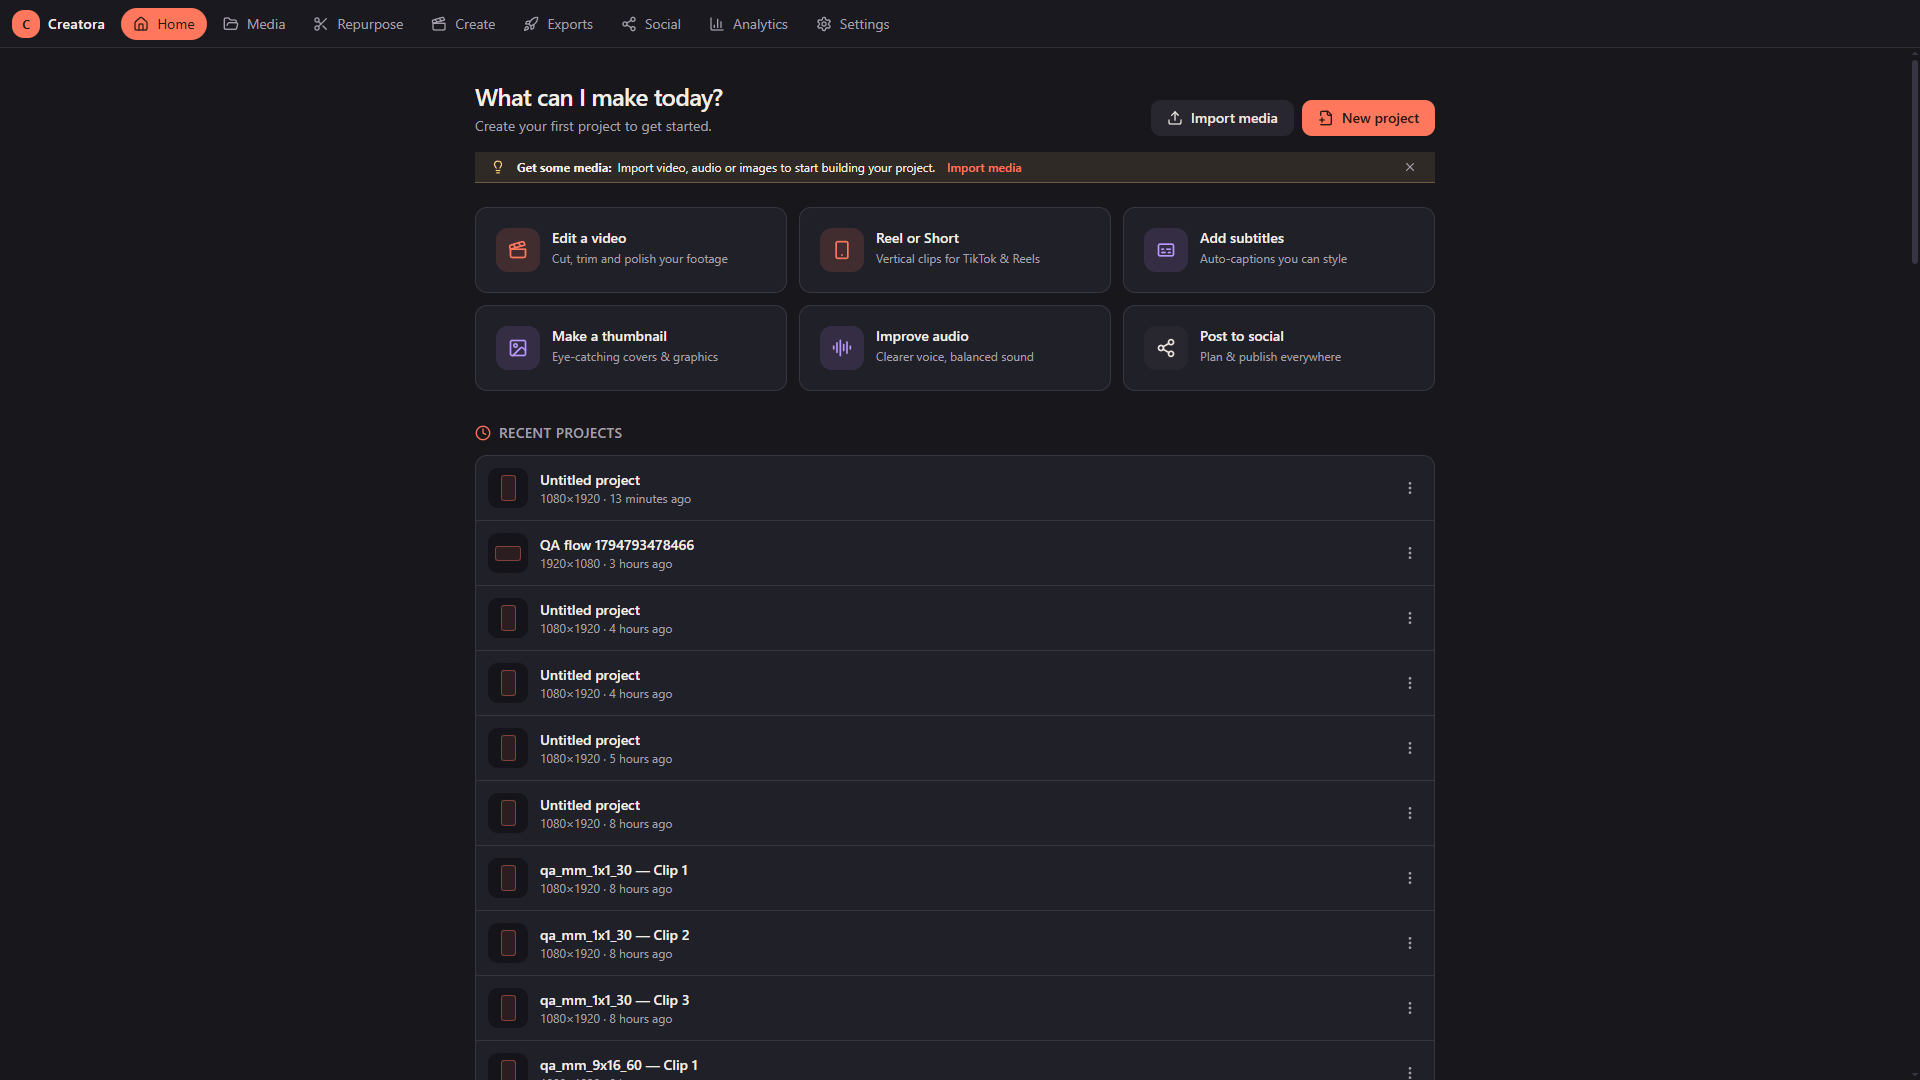 C Creatora Home Media Repurpose Create Exports Social Analytics Settings
What can I make today?
Create your first project to get started.
Import media New project
Get some media: Import video, audio or images to start building your project. Import media
Edit a video
Cut, trim and polish your footage
Reel or Short
Vertical clips for TikTok & Reels
Add subtitles
Auto-captions you can style
Make a thumbnail
Eye-catching covers & graphics
Improve audio
Clearer voice, balanced sound
Post to social
Plan & publish everywhere
RECENT PROJECTS
Untitled project
1080×1920 · 13 minutes ago
QA flow 1794793478466
1920×1080 · 3 hours ago
Untitled project
1080×1920 · 4 hours ago
Untitled project
1080×1920 · 4 hours ago
Untitled project
1080×1920 · 5 hours ago
Untitled project
1080×1920 · 8 hours ago
qa_mm_1x1_30 — Clip 1
1080×1920 · 8 hours ago
qa_mm_1x1_30 — Clip 2
1080×1920 · 8 hours ago
qa_mm_1x1_30 — Clip 3
1080×1920 · 8 hours ago
qa_mm_9x16_60 — Clip 1